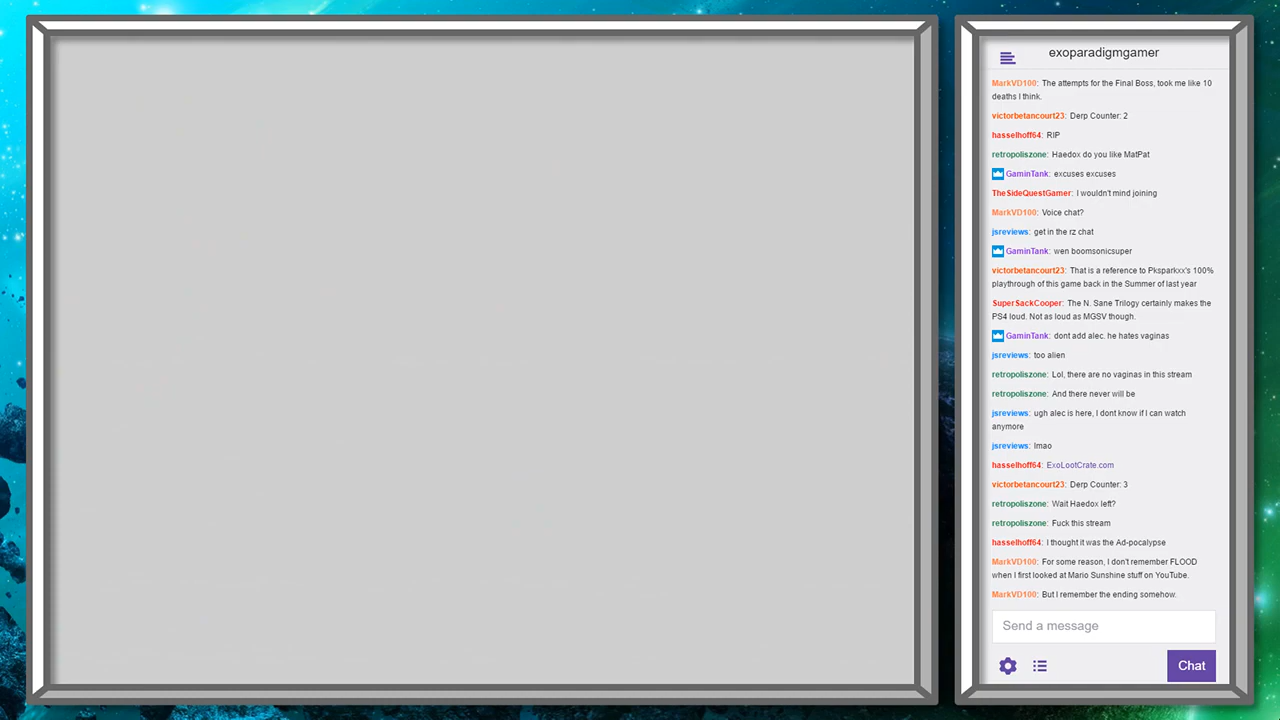 exoparadigmgamer
MarkVD100: The attempts for the Final Boss, took me like 10
deaths I think.
victorbetancourt23: Derp Counter: 2
hasselhoff64: RIP
retropoliszone: Haedox do you like MatPat
GaminTank: excuses excuses
TheSideQuestGamer: I wouldn't mind joining
MarkVD100: Voice chat?
jsreviews: get in the rz chat
GaminTank: wen boomsonicsuper
victorbetancourt23: That is a reference to Pksparkxx's 100%
playthrough of this game back in the Summer of last year
SuperSackCooper: The N. Sane Trilogy certainly makes the
PS4 loud. Not as loud as MGSV though.
GaminTank: dont add alec. he hates vaginas
jsreviews: too alien
retropoliszone: Lol, there are no vaginas in this stream
retropoliszone: And there never will be
jsreviews: ugh alec is here, I dont know if I can watch
anymore
jsreviews: lmao
hasselhoff64: ExoLootCrate.com
victorbetancourt23: Derp Counter: 3
retropoliszone: Wait Haedox left?
retropoliszone: Fuck this stream
hasselhoff64: I thought it was the Ad-pocalypse
MarkVD100: For some reason, I don't remember FLOOD
when I first looked at Mario Sunshine stuff on YouTube.
MarkVD100: But I remember the ending somehow.
Send a message
Chat